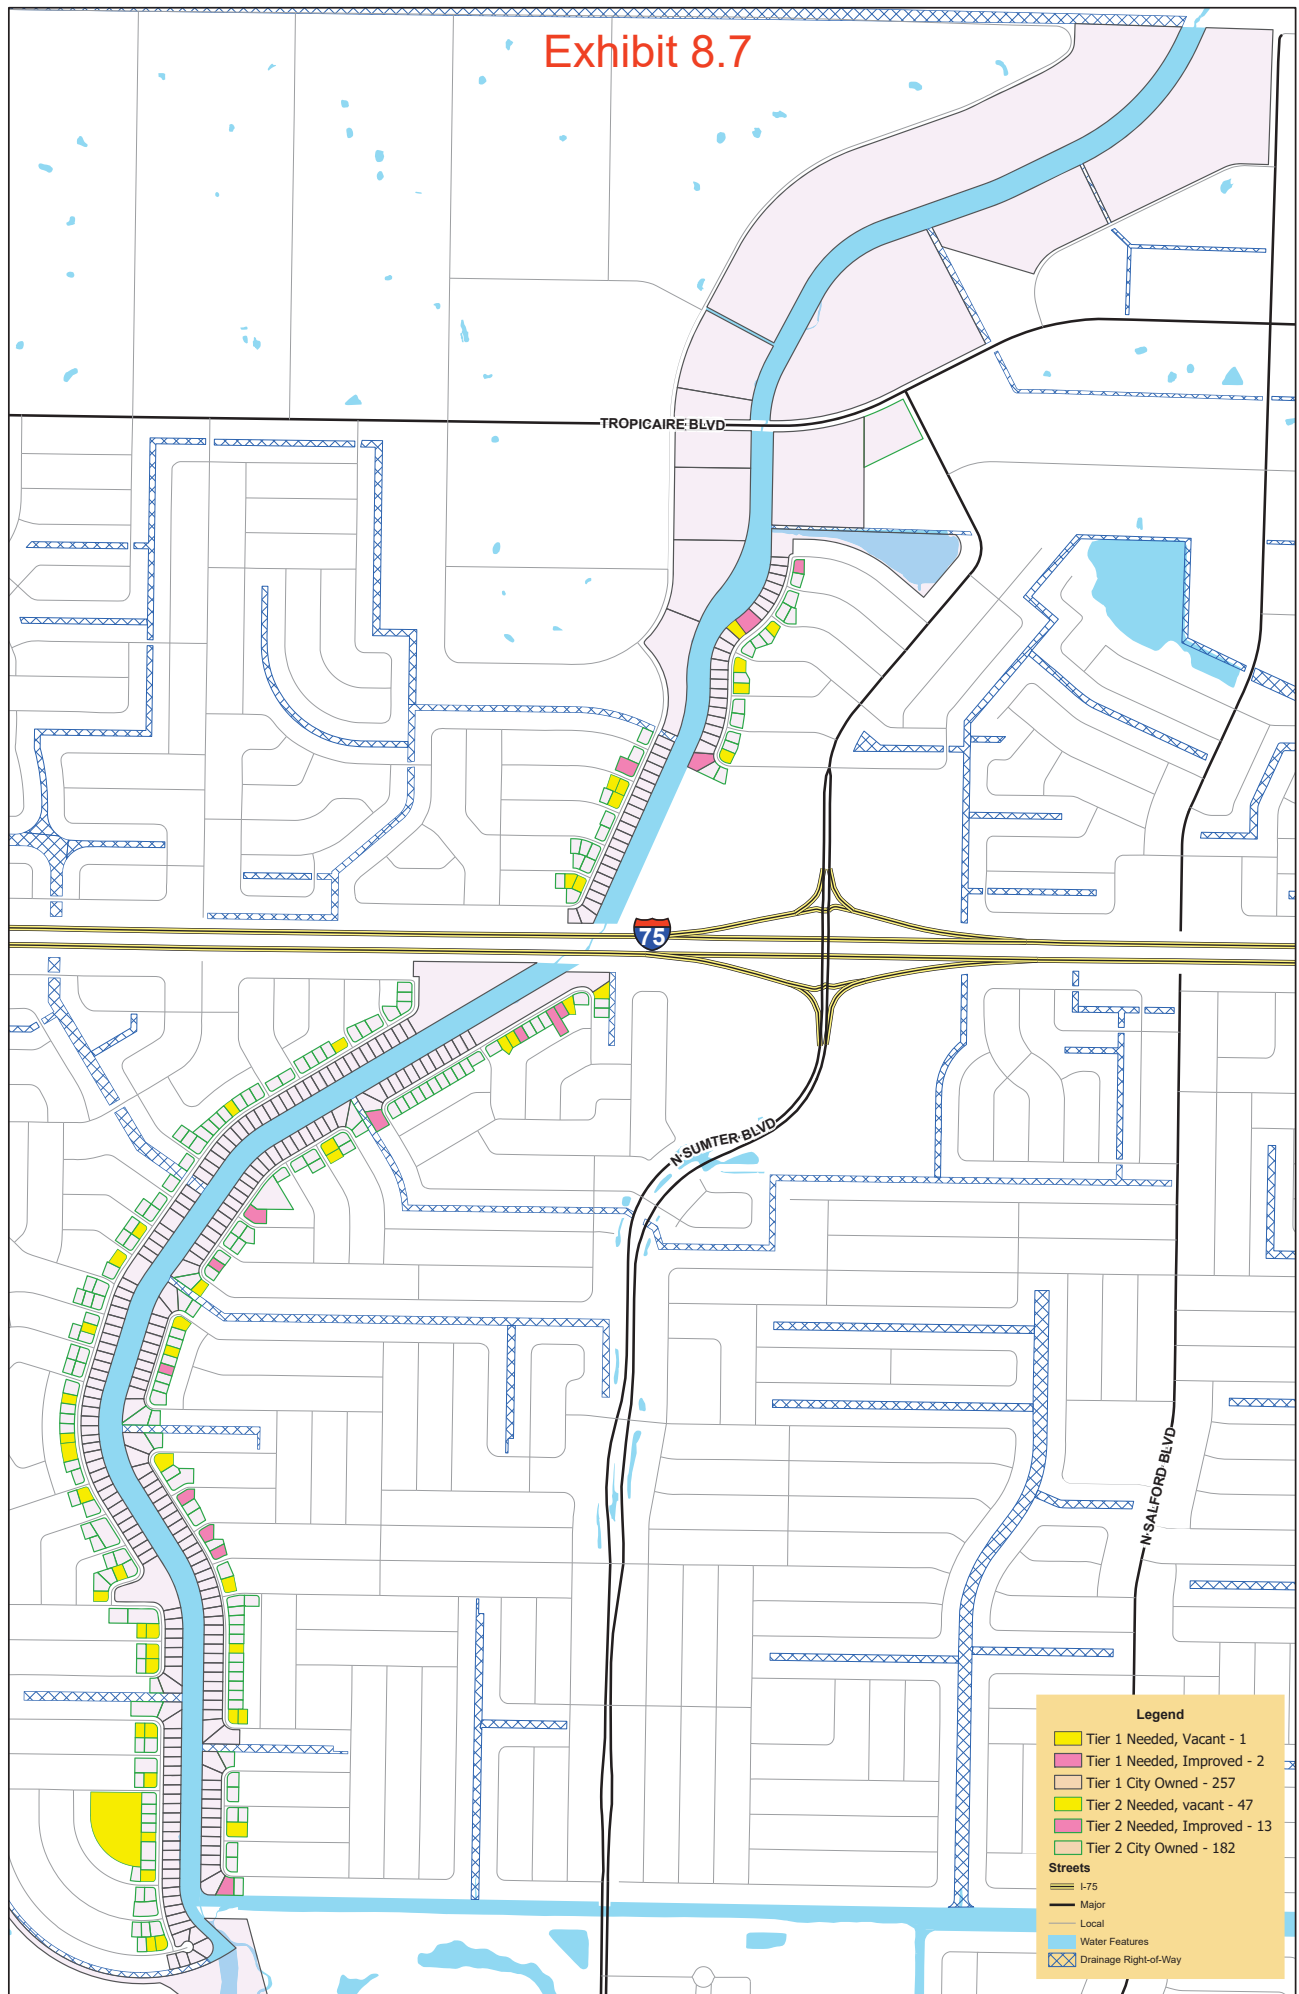 Exhibit 8.7
TROPICAIRE BLVD
75
N SUMTER BLVD
N SALFORD BLVD
Legend
Tier 1 Needed, Vacant - 1
Tier 1 Needed, Improved - 2
Tier 1 City Owned - 257
Tier 2 Needed, vacant - 47
Tier 2 Needed, Improved - 13
Tier 2 City Owned - 182
Streets
I-75
Major
Local
Water Features
Drainage Right-of-Way